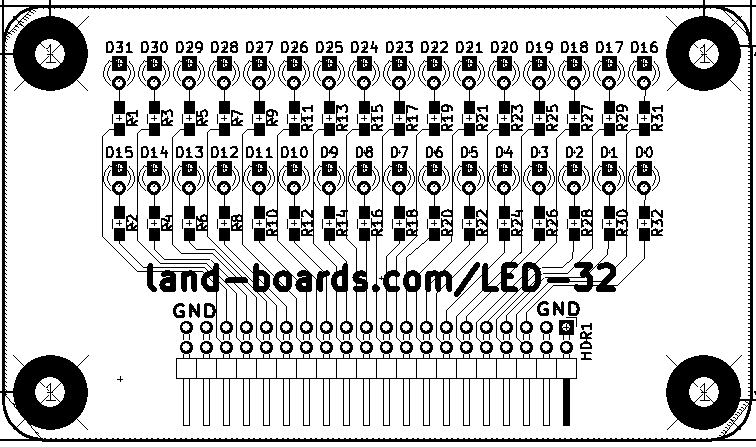 D31 D30 D29 D28 D27 D26 D25 D24 D23 D22 D21 D20 D19 D18 D17 D16
1 1
R1 R3 R5 R7 R9 R11 R13 R15 R17 R19 R21 R23 R25 R27 R29 R31
D15 D14 D13 D12 D11 D10 D9 D8 D7 D6 D5 D4 D3 D2 D1 D0
R2 R4 R6 R8 R10 R12 R14 R16 R18 R20 R22 R24 R26 R28 R30 R32
land-boards.com/LED-32
GND GND
HDR1
1 1